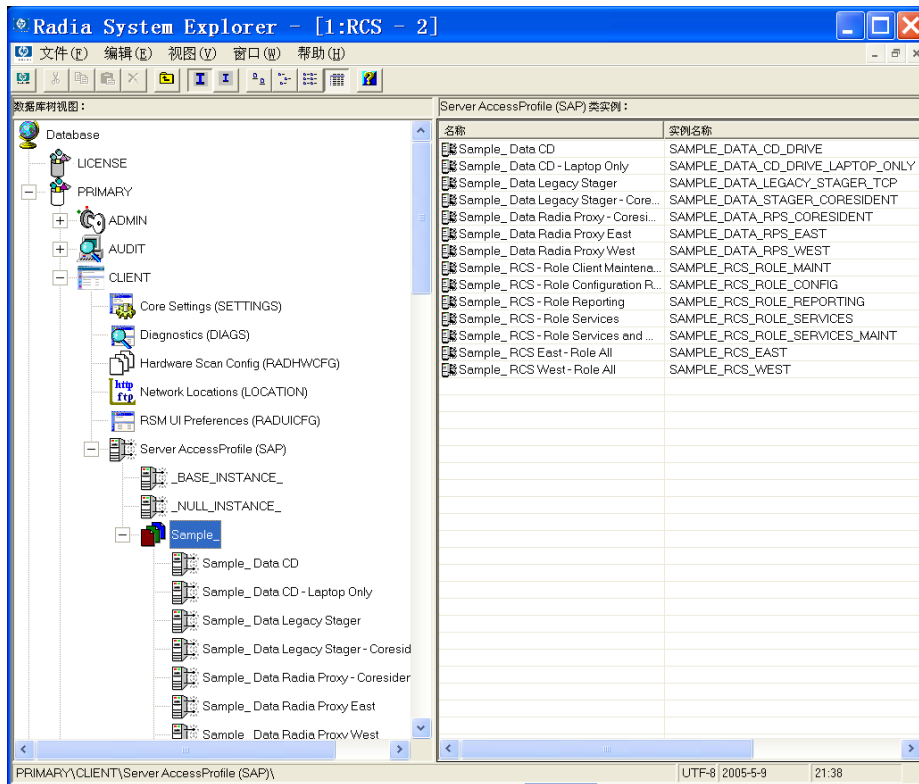 Radia System Explorer - [1:RCS - 2]
文件(F) 编辑(E) 视图(V) 窗口(W) 帮助(H)
数据库树视图：
Database
LICENSE
PRIMARY
ADMIN
AUDIT
CLIENT
Core Settings (SETTINGS)
Diagnostics (DIAGS)
Hardware Scan Config (RADHWCFG)
http
ftp
Network Locations (LOCATION)
RSM UI Preferences (RADUICFG)
Server AccessProfile (SAP)
_BASE_INSTANCE_
_NULL_INSTANCE_
Sample_
Sample_ Data CD
Sample_ Data CD - Laptop Only
Sample_ Data Legacy Stager
Sample_ Data Legacy Stager - Coresid
Sample_ Data Radia Proxy - Coresider
Sample_ Data Radia Proxy East
Sample_ Data Radia Proxy West
Server AccessProfile (SAP) 类实例：
名称 实例名称
Sample_ Data CD SAMPLE_DATA_CD_DRIVE
Sample_ Data CD - Laptop Only SAMPLE_DATA_CD_DRIVE_LAPTOP_ONLY
Sample_ Data Legacy Stager SAMPLE_DATA_LEGACY_STAGER_TCP
Sample_ Data Legacy Stager - Core... SAMPLE_DATA_STAGER_CORESIDENT
Sample_ Data Radia Proxy - Coresi... SAMPLE_DATA_RPS_CORESIDENT
Sample_ Data Radia Proxy East SAMPLE_DATA_RPS_EAST
Sample_ Data Radia Proxy West SAMPLE_DATA_RPS_WEST
Sample_ RCS - Role Client Maintena... SAMPLE_RCS_ROLE_MAINT
Sample_ RCS - Role Configuration R... SAMPLE_RCS_ROLE_CONFIG
Sample_ RCS - Role Reporting SAMPLE_RCS_ROLE_REPORTING
Sample_ RCS - Role Services SAMPLE_RCS_ROLE_SERVICES
Sample_ RCS - Role Services and ... SAMPLE_RCS_ROLE_SERVICES_MAINT
Sample_ RCS East - Role All SAMPLE_RCS_EAST
Sample_ RCS West - Role All SAMPLE_RCS_WEST
PRIMARY\CLIENT\Server AccessProfile (SAP)\ UTF-8 2005-5-9 21:38